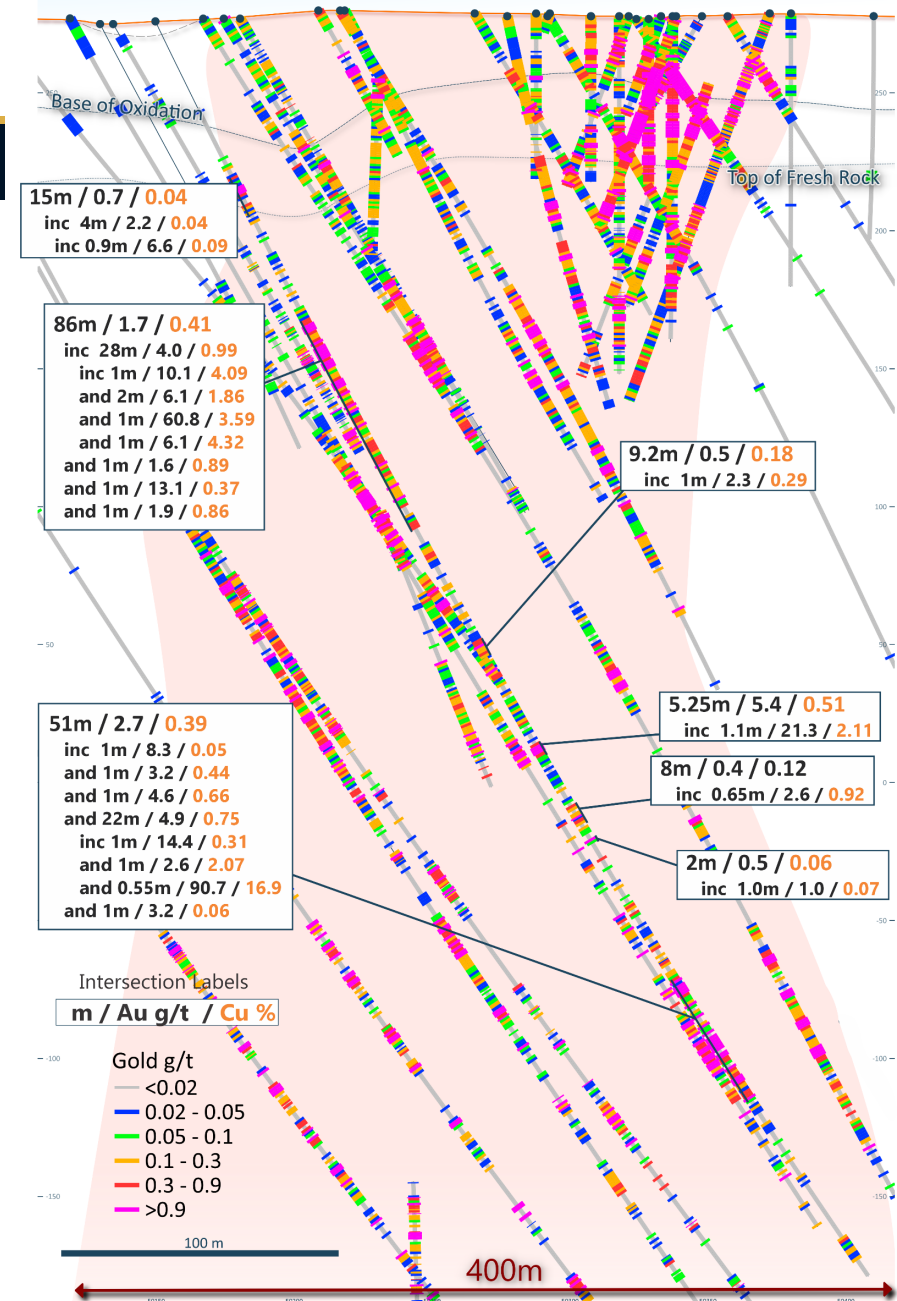 250
250
Base of Oxidation
Top of Fresh Rock
15m / 0.7 / 0.04
inc 4m / 2.2 / 0.04
inc 0.9m / 6.6 / 0.09
200
86m / 1.7 / 0.41
inc 28m / 4.0 / 0.99
inc 1m / 10.1 / 4.09
and 2m / 6.1 / 1.86
and 1m / 60.8 / 3.59
and 1m / 6.1 / 4.32
and 1m / 1.6 / 0.89
and 1m / 13.1 / 0.37
and 1m / 1.9 / 0.86
150
9.2m / 0.5 / 0.18
inc 1m / 2.3 / 0.29
100
50
50
5.25m / 5.4 / 0.51
inc 1.1m / 21.3 / 2.11
51m / 2.7 / 0.39
inc 1m / 8.3 / 0.05
and 1m / 3.2 / 0.44
and 1m / 4.6 / 0.66
and 22m / 4.9 / 0.75
inc 1m / 14.4 / 0.31
and 1m / 2.6 / 2.07
and 0.55m / 90.7 / 16.9
and 1m / 3.2 / 0.06
8m / 0.4 / 0.12
inc 0.65m / 2.6 / 0.92
0
2m / 0.5 / 0.06
inc 1.0m / 1.0 / 0.07
-50
Intersection Labels
m / Au g/t / Cu %
-100
-100
Gold g/t
<0.02
0.02 - 0.05
0.05 - 0.1
0.1 - 0.3
0.3 - 0.9
>0.9
-150
-150
100 m
400m